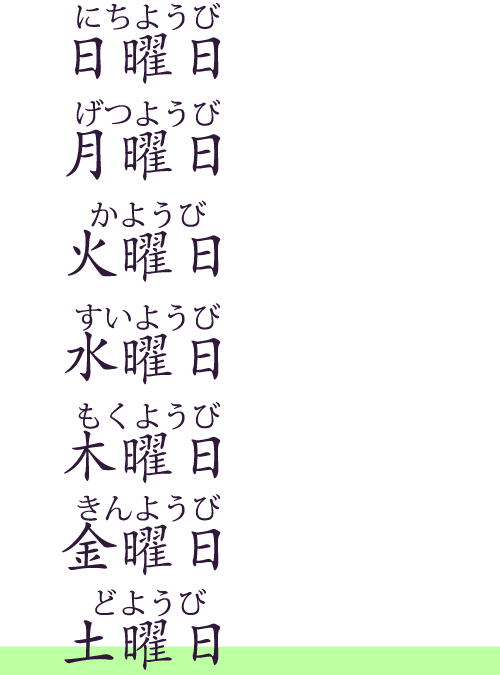 にちようび
日曜日
げつようび
月曜日
かようび
火曜日
すいようび
水曜日
もくようび
木曜日
きんようび
金曜日
どようび
土曜日